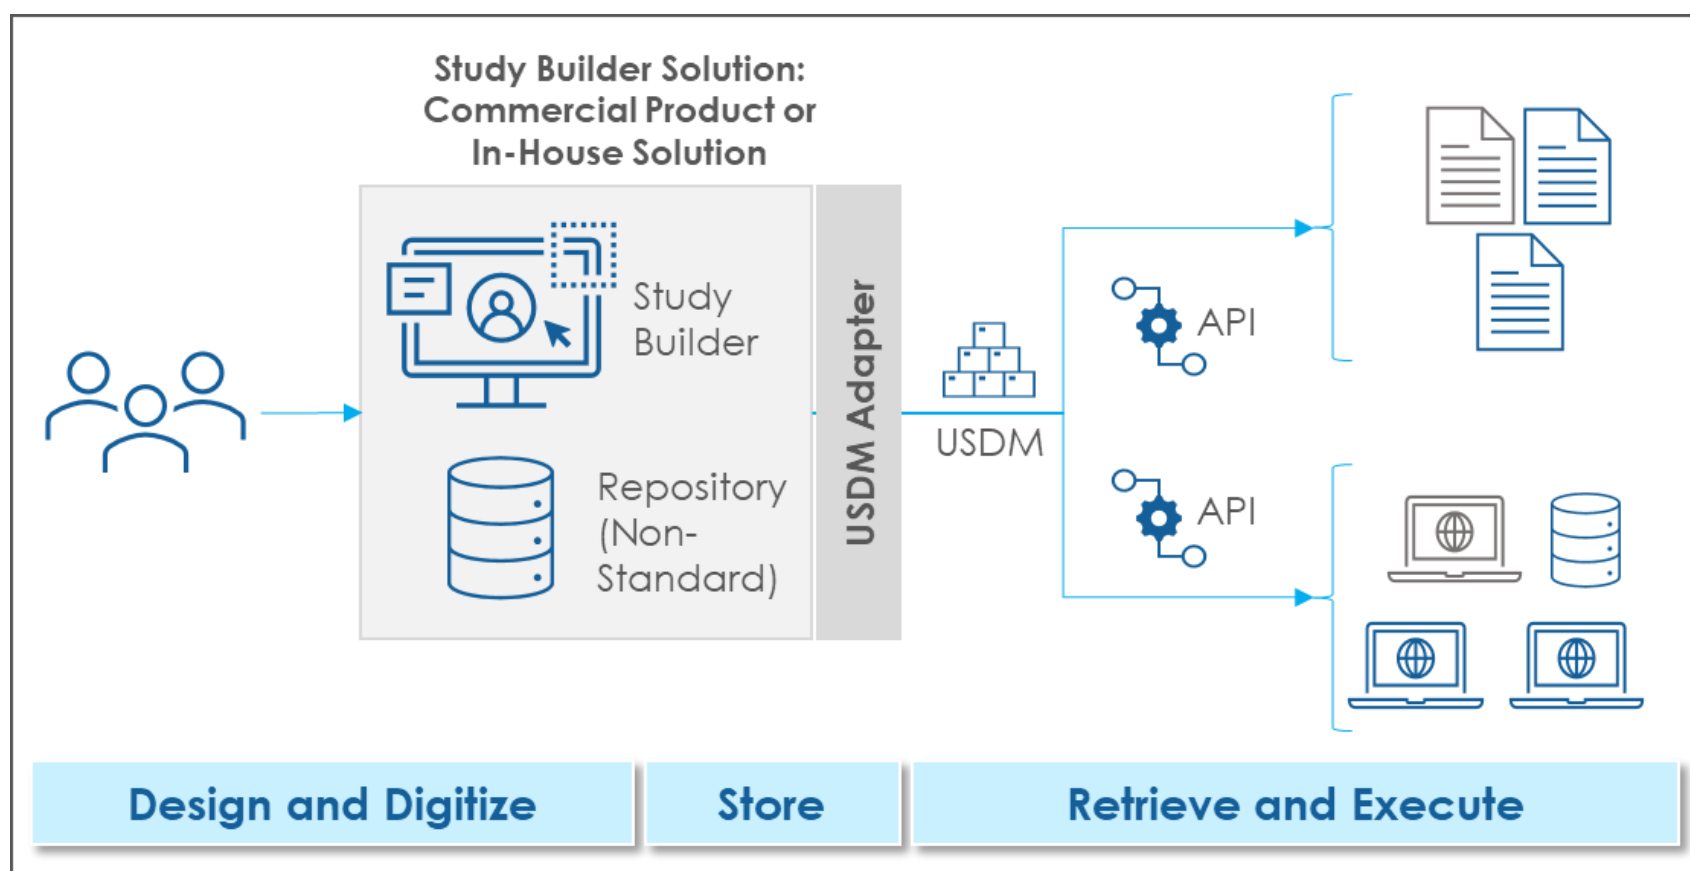 Study Builder Solution:
Commercial Product or
In-House Solution
Study
Builder
Repository
(Non-
Standard)
USDM Adapter
USDM
API
API
Design and Digitize
Store
Retrieve and Execute